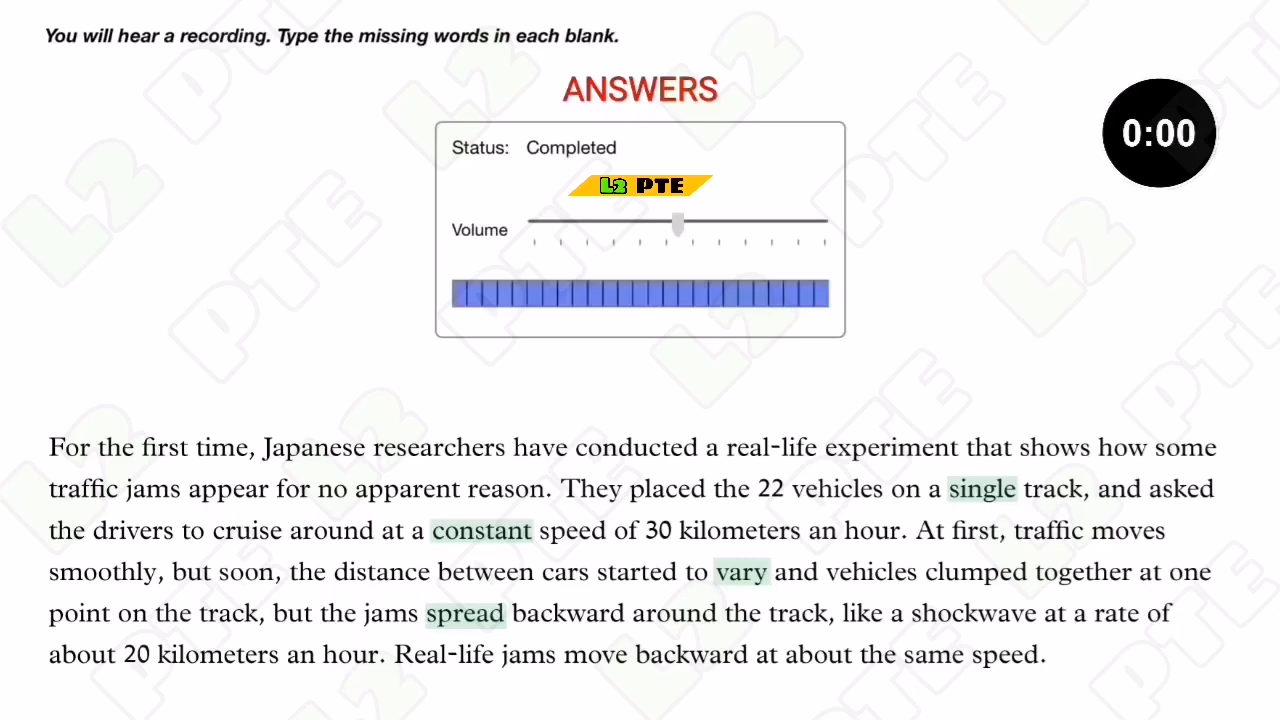 You will hear a recording. Type the missing words in each blank.
ANSWERS
0:00
Status: Completed
L2 PTE
Volume
For the first time, Japanese researchers have conducted a real-life experiment that shows how some
traffic jams appear for no apparent reason. They placed the 22 vehicles on a single track, and asked
the drivers to cruise around at a constant speed of 30 kilometers an hour. At first, traffic moves
smoothly, but soon, the distance between cars started to vary and vehicles clumped together at one
point on the track, but the jams spread backward around the track, like a shockwave at a rate of
about 20 kilometers an hour. Real-life jams move backward at about the same speed.